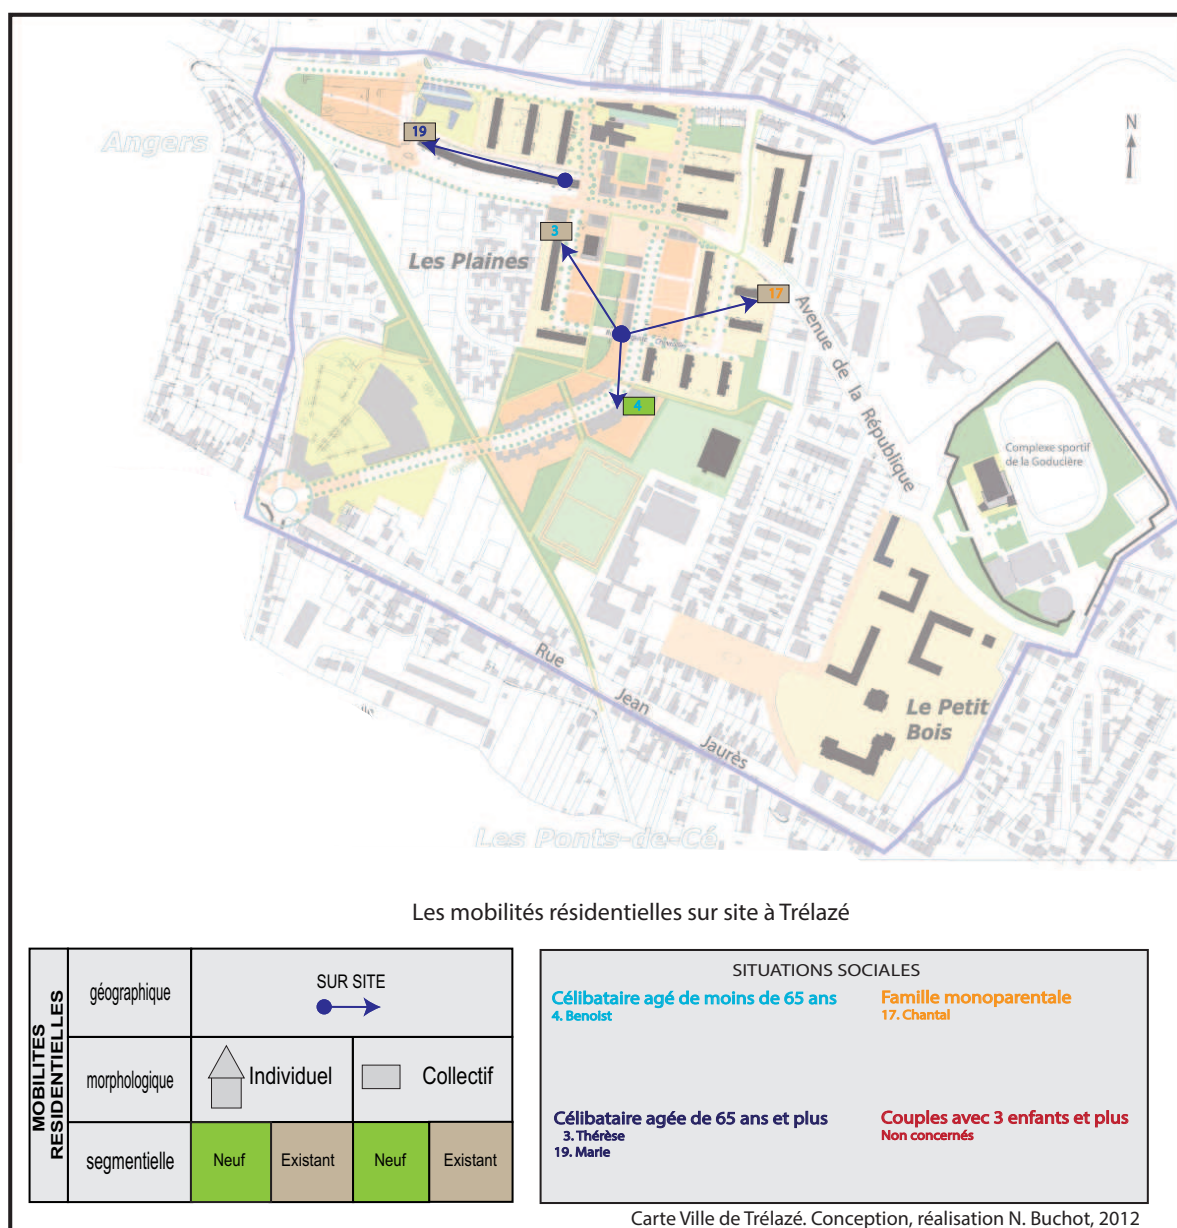 Angers
N
19
3
Les Plaines
17
4
Avenue de la République
Complexe sportif
de la Goducière
Rue Jean Jaurès
Le Petit
Bois
Les Ponts-de-Cé
Les mobilités résidentielles sur site à Trélazé
MOBILITES
RESIDENTIELLES
géographique
SUR SITE
morphologique
Individuel
Collectif
segmentielle
Neuf
Existant
Neuf
Existant
SITUATIONS SOCIALES
Célibataire agé de moins de 65 ans
4. Benoist
Famille monoparentale
17. Chantal
Célibataire agée de 65 ans et plus
3. Thérèse
19. Marie
Couples avec 3 enfants et plus
Non concernés
Carte Ville de Trélazé. Conception, réalisation N. Buchot, 2012